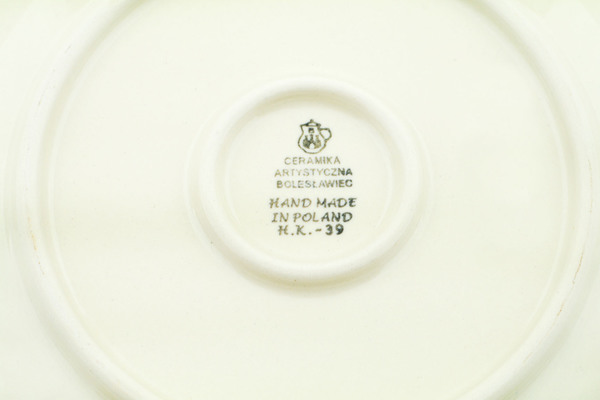 CERAMIKA
ARTYSTYCZNA
BOLESŁAWIEC
HAND MADE
IN POLAND
H.K.-39